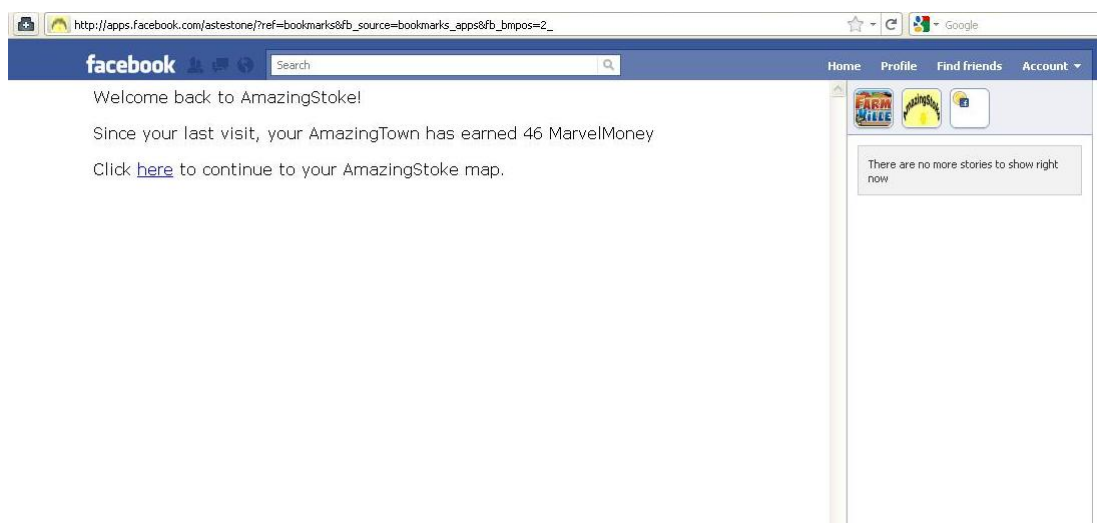 http://apps.facebook.com/astestone/?ref=bookmarks&fb_source=bookmarks_apps&fb_bmpos=2_
Google
facebook
Search
Home Profile Find friends Account
Welcome back to AmazingStoke!
Since your last visit, your AmazingTown has earned 46 MarvelMoney
Click here to continue to your AmazingStoke map.
FARM
VILLE
AmazingStoke
There are no more stories to show right
now